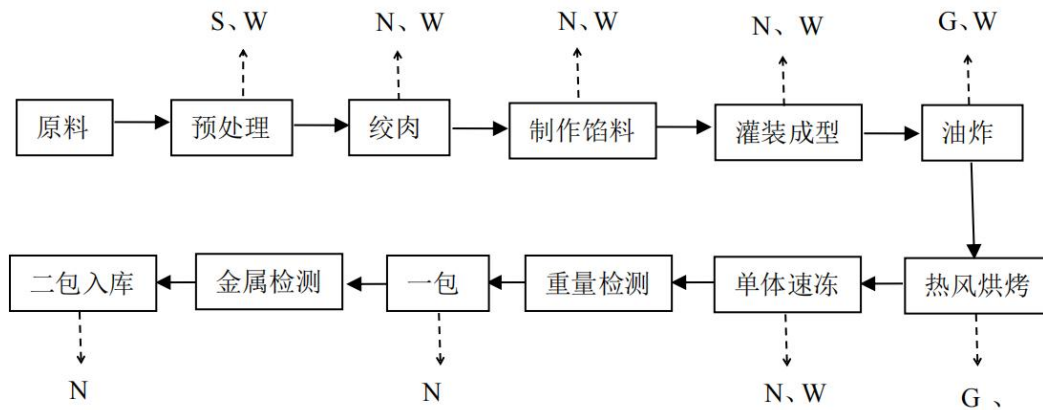 S、W
N、W
N、W
N、W
G、W
原料
预处理
绞肉
制作馅料
灌装成型
油炸
二包入库
金属检测
一包
重量检测
单体速冻
热风烘烤
N
N
N、W
G 、